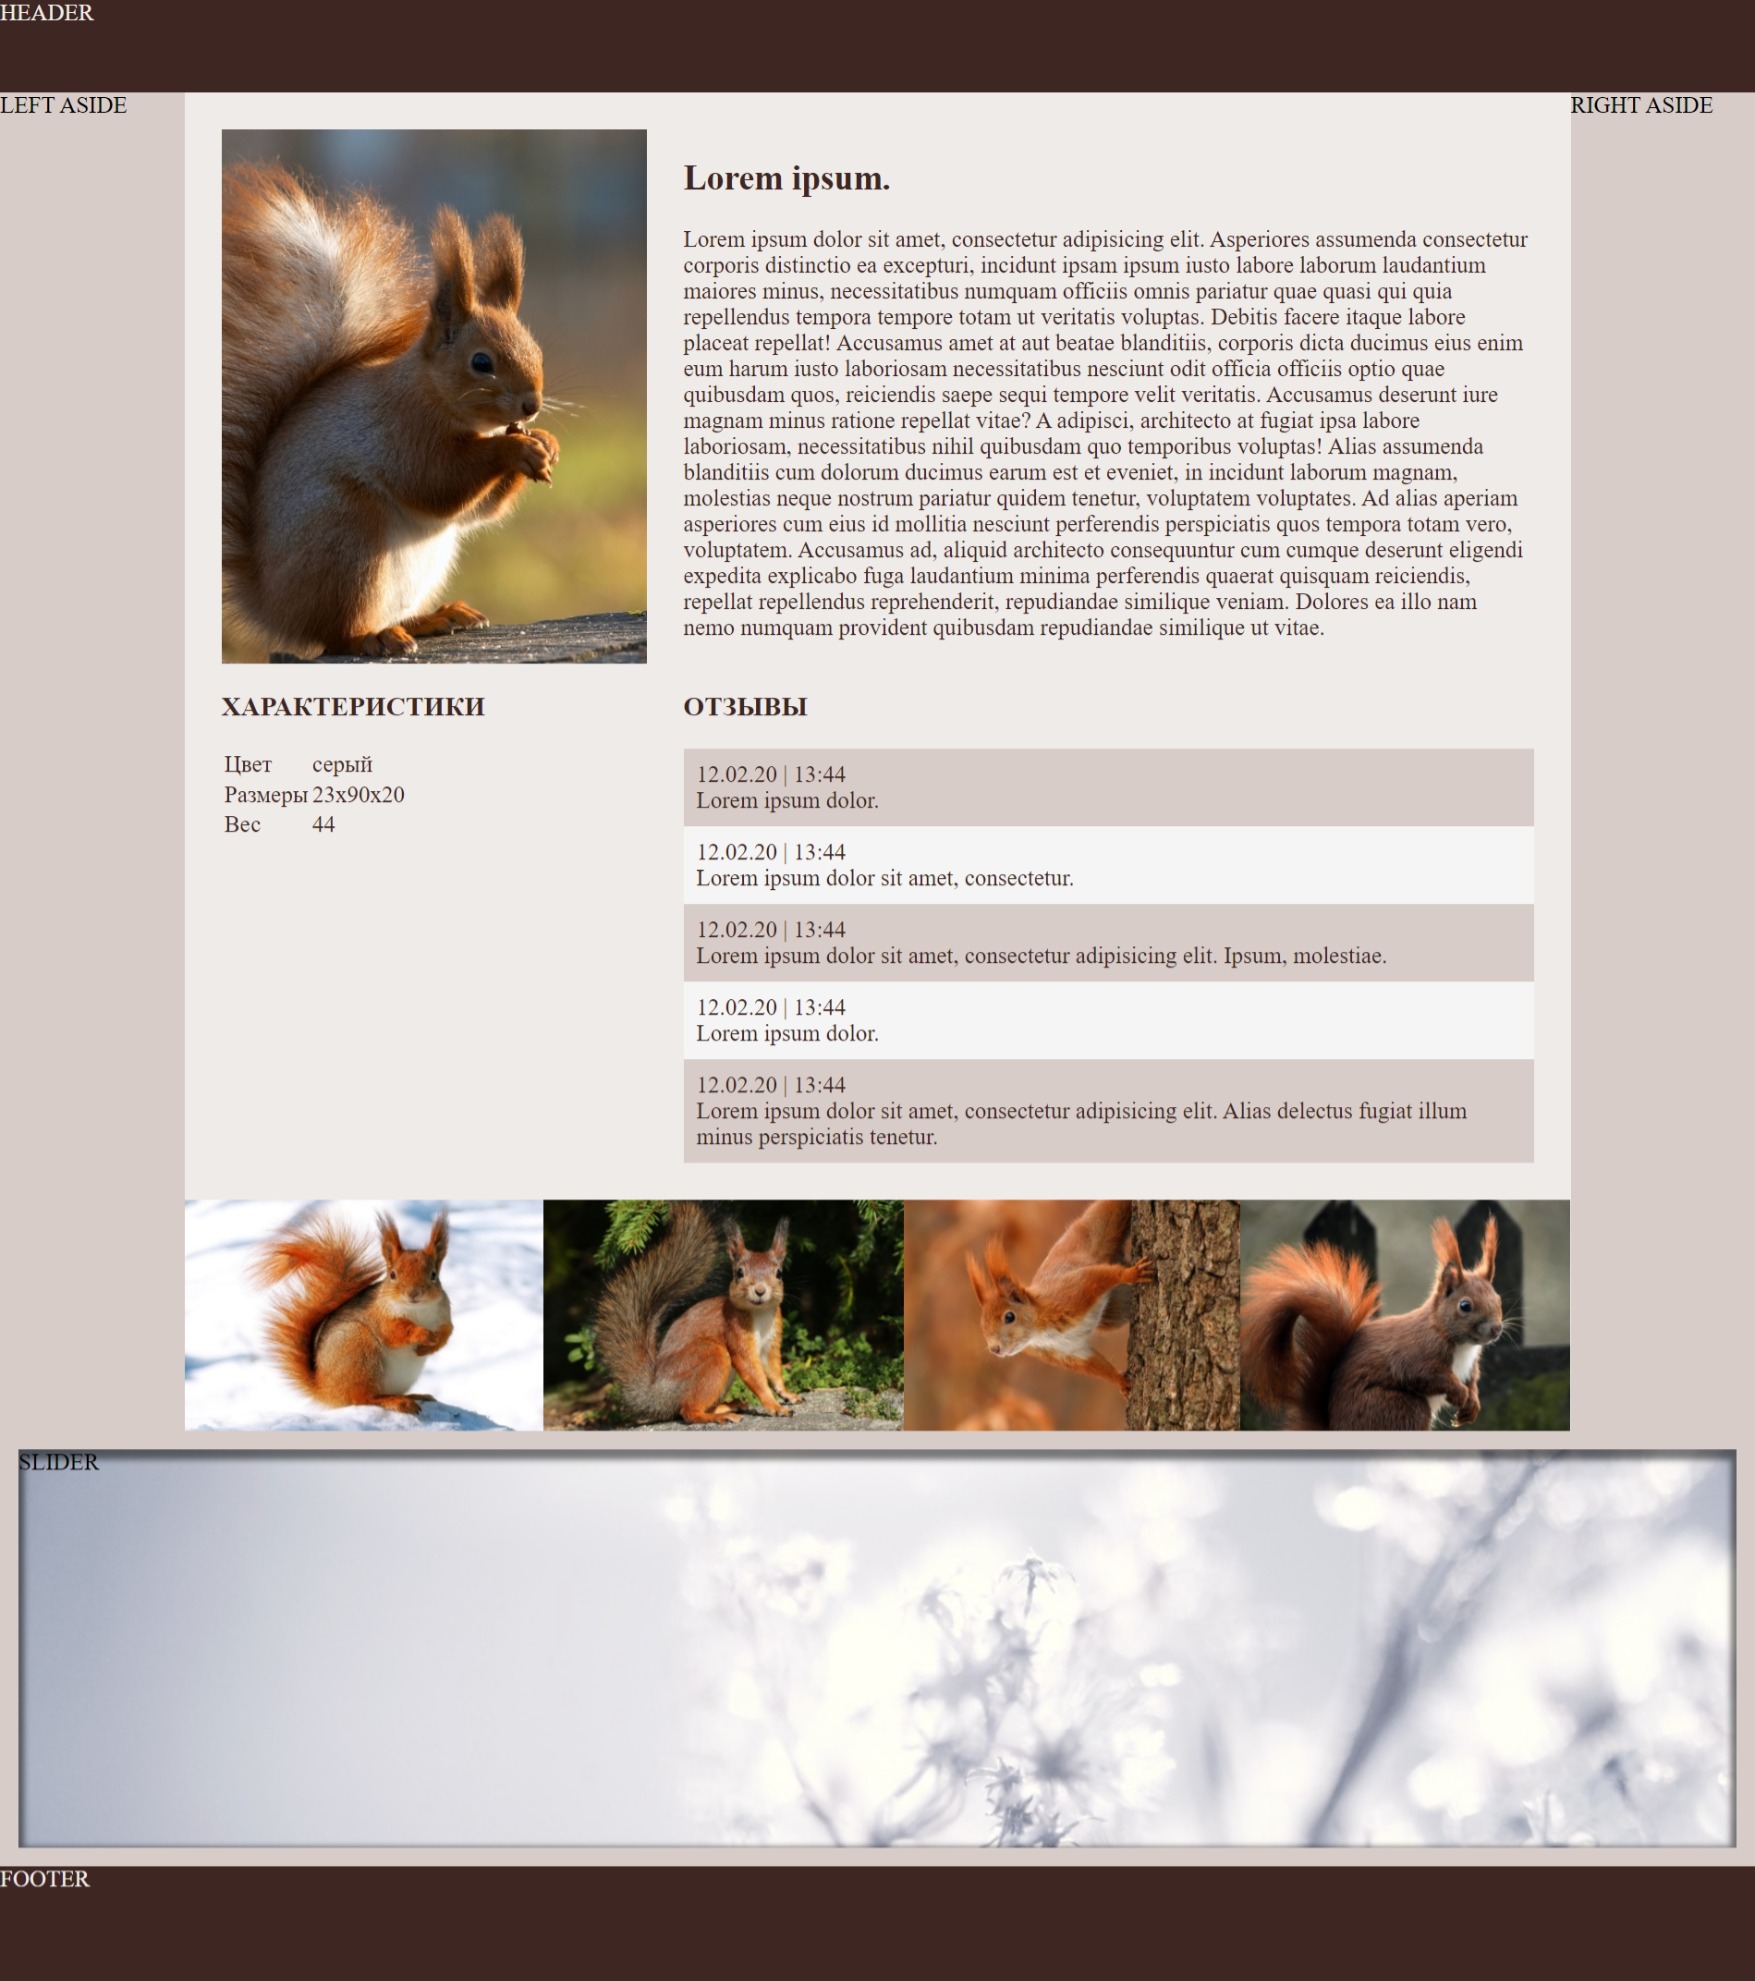 HEADER
LEFT ASIDE
RIGHT ASIDE
Lorem ipsum.
Lorem ipsum dolor sit amet, consectetur adipisicing elit. Asperiores assumenda consectetur
corporis distinctio ea excepturi, incidunt ipsam ipsum iusto labore laborum laudantium
maiores minus, necessitatibus numquam officiis omnis pariatur quae quasi qui quia
repellendus tempora tempore totam ut veritatis voluptas. Debitis facere itaque labore
placeat repellat! Accusamus amet at aut beatae blanditiis, corporis dicta ducimus eius enim
eum harum iusto laboriosam necessitatibus nesciunt odit officia officiis optio quae
quibusdam quos, reiciendis saepe sequi tempore velit veritatis. Accusamus deserunt iure
magnam minus ratione repellat vitae? A adipisci, architecto at fugiat ipsa labore
laboriosam, necessitatibus nihil quibusdam quo temporibus voluptas! Alias assumenda
blanditiis cum dolorum ducimus earum est et eveniet, in incidunt laborum magnam,
molestias neque nostrum pariatur quidem tenetur, voluptatem voluptates. Ad alias aperiam
asperiores cum eius id mollitia nesciunt perferendis perspiciatis quos tempora totam vero,
voluptatem. Accusamus ad, aliquid architecto consequuntur cum cumque deserunt eligendi
expedita explicabo fuga laudantium minima perferendis quaerat quisquam reiciendis,
repellat repellendus reprehenderit, repudiandae similique veniam. Dolores ea illo nam
nemo numquam provident quibusdam repudiandae similique ut vitae.
ХАРАКТЕРИСТИКИ
Цвет серый
Размеры 23x90x20
Вес 44
ОТЗЫВЫ
12.02.20 | 13:44
Lorem ipsum dolor.
12.02.20 | 13:44
Lorem ipsum dolor sit amet, consectetur.
12.02.20 | 13:44
Lorem ipsum dolor sit amet, consectetur adipisicing elit. Ipsum, molestiae.
12.02.20 | 13:44
Lorem ipsum dolor.
12.02.20 | 13:44
Lorem ipsum dolor sit amet, consectetur adipisicing elit. Alias delectus fugiat illum
minus perspiciatis tenetur.
SLIDER
FOOTER